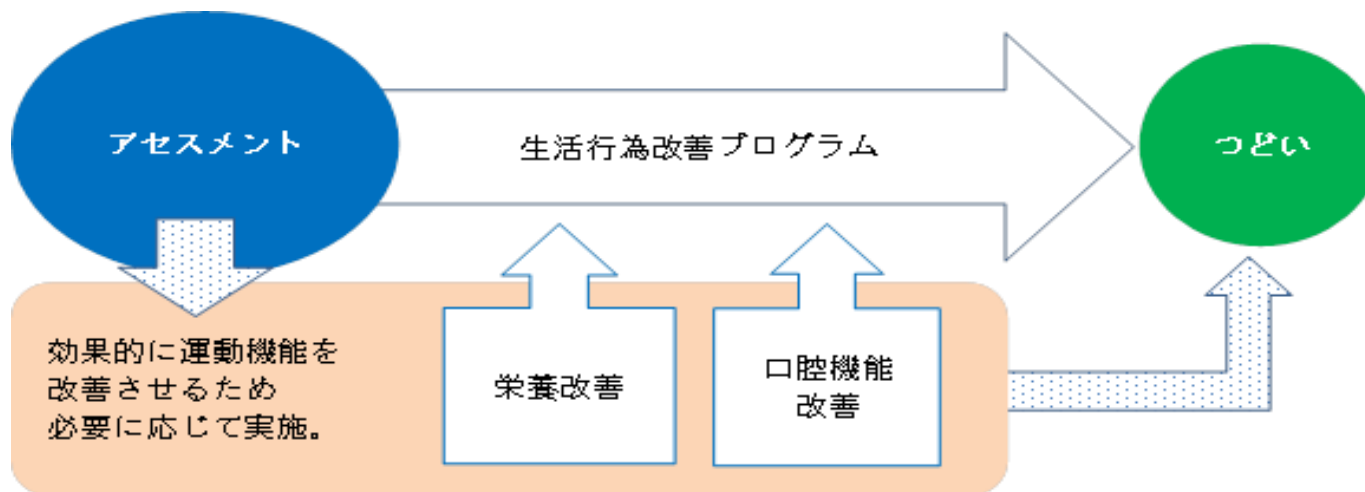 アセスメント
生活行為改善プログラム
つどい
効果的に運動機能を
改善させるため
必要に応じて実施。
栄養改善
口腔機能
改善